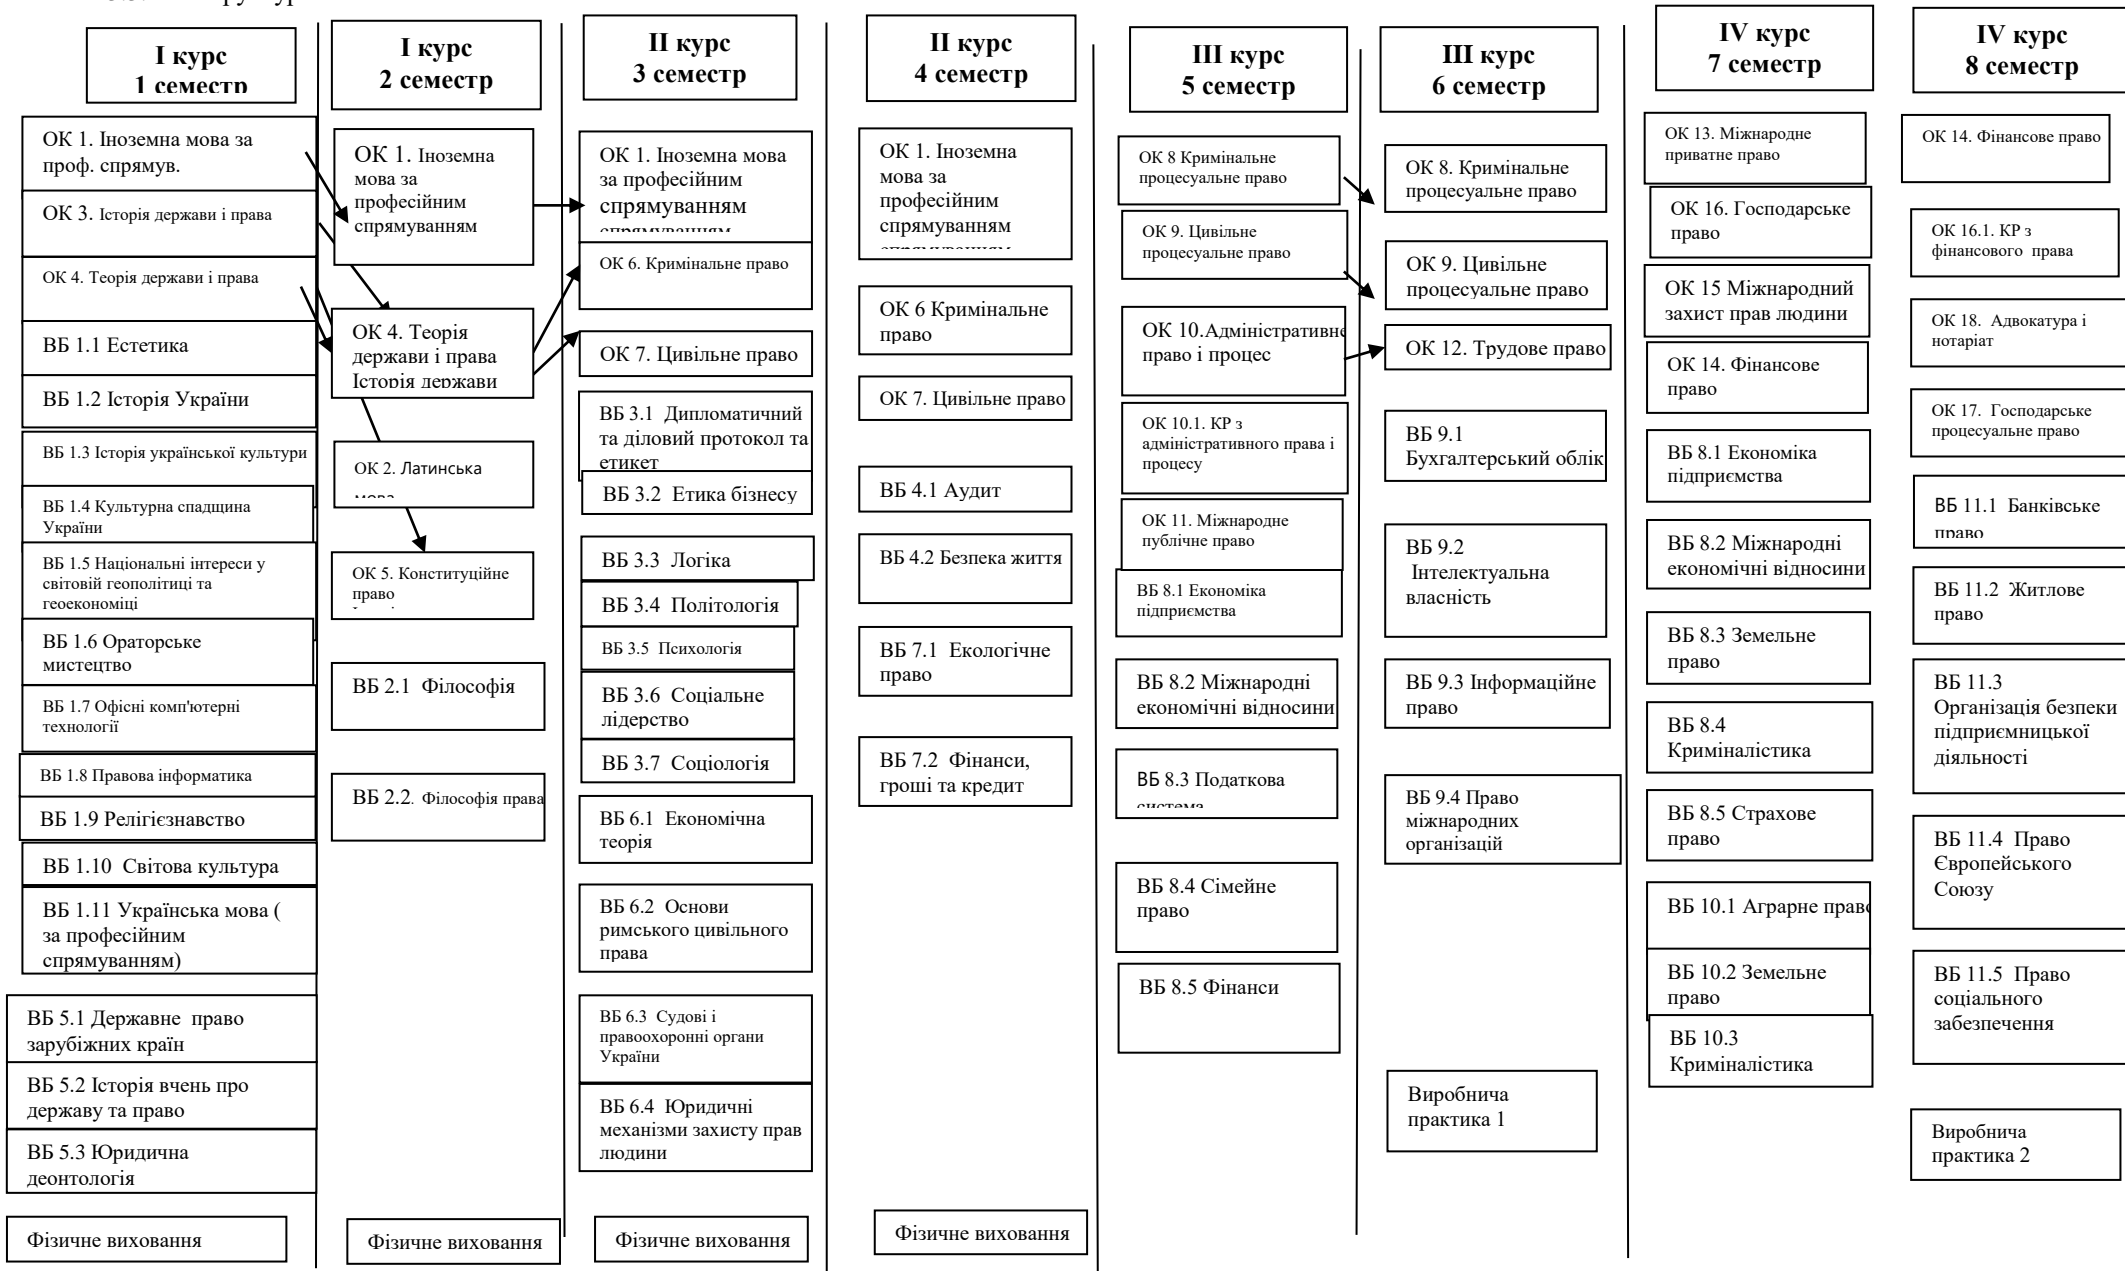 І курс
1 семестр
ОК 1. Іноземна мова за
проф. спрямув.
ОК 3. Історія держави і права
ОК 4. Теорія держави і права
ВБ 1.1 Естетика
ВБ 1.2 Історія України
ВБ 1.3 Історія української культури
ВБ 1.4 Культурна спадщина
України
ВБ 1.5 Національні інтереси у
світовій геополітиці та
геоекономіці
ВБ 1.6 Ораторське
мистецтво
ВБ 1.7 Офісні комп'ютерні
технології
ВБ 1.8 Правова інформатика
ВБ 1.9 Релігієзнавство
ВБ 1.10 Світова культура
ВБ 1.11 Українська мова (
за професійним
спрямуванням)
ВБ 5.1 Державне право
зарубіжних країн
ВБ 5.2 Історія вчень про
державу та право
ВБ 5.3 Юридична
деонтологія
Фізичне виховання
І курс
2 семестр
ОК 1. Іноземна
мова за
професійним
спрямуванням
ОК 4. Теорія
держави і права
Історія держави
ОК 2. Латинська
мова
ОК 5. Конституційне
право
ВБ 2.1 Філософія
ВБ 2.2. Філософія права
Фізичне виховання
ІІ курс
3 семестр
ОК 1. Іноземна мова
за професійним
спрямуванням
спрямуванням
ОК 6. Кримінальне право
ОК 7. Цивільне право
ВБ 3.1 Дипломатичний
та діловий протокол та
етикет
ВБ 3.2 Етика бізнесу
ВБ 3.3 Логіка
ВБ 3.4 Політологія
ВБ 3.5 Психологія
ВБ 3.6 Соціальне
лідерство
ВБ 3.7 Соціологія
ВБ 6.1 Економічна
теорія
ВБ 6.2 Основи
римського цивільного
права
ВБ 6.3 Судові і
правоохоронні органи
України
ВБ 6.4 Юридичні
механізми захисту прав
людини
Фізичне виховання
ІІ курс
4 семестр
ОК 1. Іноземна
мова за
професійним
спрямуванням
спрямуванням
ОК 6 Кримінальне
право
ОК 7. Цивільне право
ВБ 4.1 Аудит
ВБ 4.2 Безпека життя
ВБ 7.1 Екологічне
право
ВБ 7.2 Фінанси,
гроші та кредит
Фізичне виховання
ІІІ курс
5 семестр
ОК 8 Кримінальне
процесуальне право
ОК 9. Цивільне
процесуальне право
ОК 10.Адміністративне
право і процес
ОК 10.1. КР з
адміністративного права і
процесу
ОК 11. Міжнародне
публічне право
ВБ 8.1 Економіка
підприємства
ВБ 8.2 Міжнародні
економічні відносини
ВБ 8.3 Податкова
система
ВБ 8.4 Сімейне
право
ВБ 8.5 Фінанси
ІІІ курс
6 семестр
ОК 8. Кримінальне
процесуальне право
ОК 9. Цивільне
процесуальне право
ОК 12. Трудове право
ВБ 9.1
Бухгалтерський облік
ВБ 9.2
Інтелектуальна
власність
ВБ 9.3 Інформаційне
право
ВБ 9.4 Право
міжнародних
організацій
Виробнича
практика 1
ІV курс
7 семестр
ОК 13. Міжнародне
приватне право
ОК 16. Господарське
право
ОК 15 Міжнародний
захист прав людини
ОК 14. Фінансове
право
ВБ 8.1 Економіка
підприємства
ВБ 8.2 Міжнародні
економічні відносини
ВБ 8.3 Земельне
право
ВБ 8.4
Криміналістика
ВБ 8.5 Страхове
право
ВБ 10.1 Аграрне право
ВБ 10.2 Земельне
право
ВБ 10.3
Криміналістика
ІV курс
8 семестр
ОК 14. Фінансове право
ОК 16.1. КР з
фінансового права
ОК 18. Адвокатура і
нотаріат
ОК 17. Господарське
процесуальне право
ВБ 11.1 Банківське
право
ВБ 11.2 Житлове
право
ВБ 11.3
Організація безпеки
підприємницької
діяльності
ВБ 11.4 Право
Європейського
Союзу
ВБ 11.5 Право
соціального
забезпечення
Виробнича
практика 2